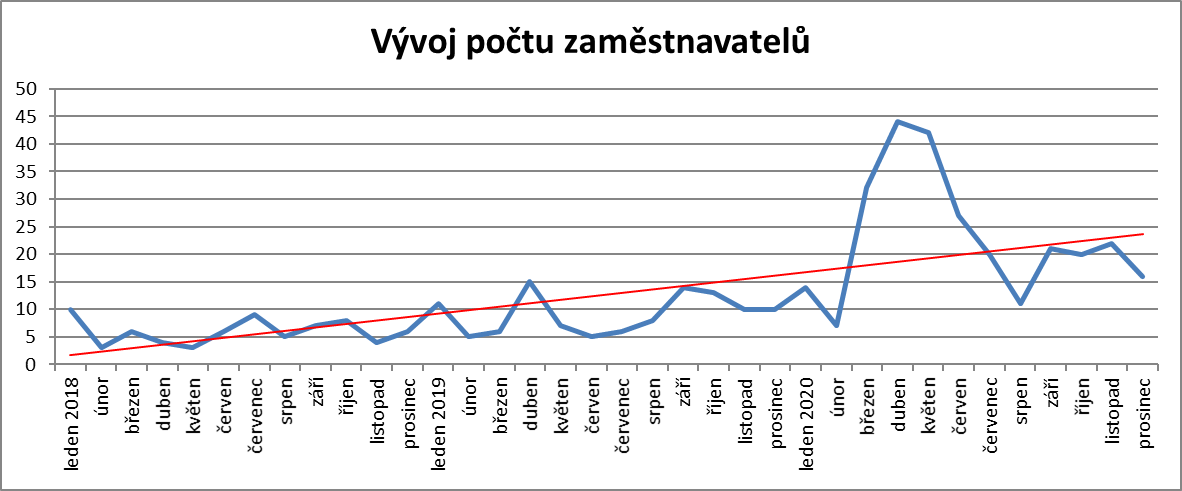 Vývoj počtu zaměstnavatelů
50
45
40
35
30
25
20
15
10
5
0
leden 2018
únor
březen
duben
květen
červen
červenec
srpen
září
říjen
listopad
prosinec
leden 2019
únor
březen
duben
květen
červen
červenec
srpen
září
říjen
listopad
prosinec
leden 2020
únor
březen
duben
květen
červen
červenec
srpen
září
říjen
listopad
prosinec